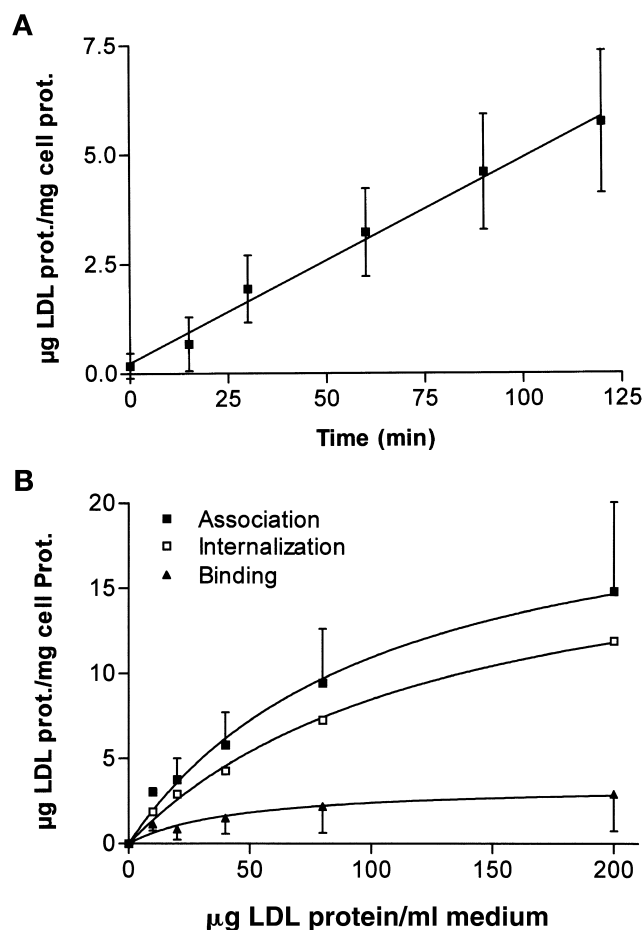 A
µg LDL prot./mg cell prot.
7.5
5.0
2.5
0.0
0 25 50 75 100 125
Time (min)
B
µg LDL prot./mg cell Prot.
20
15
10
5
0
Association
Internalization
Binding
0 50 100 150 200
µg LDL protein/ml medium